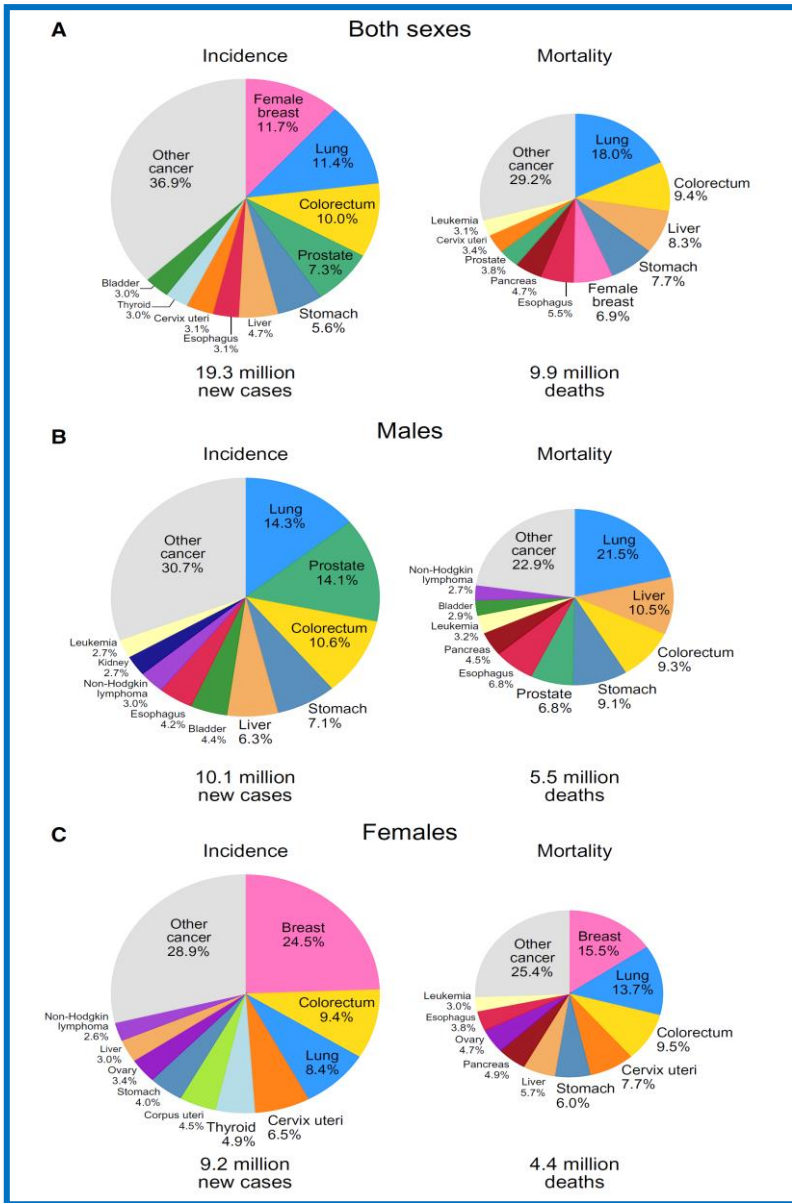 A
Both sexes
Incidence
Mortality
Female
breast
11.7%
Lung
11.4%
Colorectum
10.0%
Prostate
7.3%
Stomach
5.6%
Liver
4.7%
Esophagus
3.1%
Cervix uteri
3.1%
Thyroid
3.0%
Bladder
3.0%
Other
cancer
36.9%
19.3 million
new cases
Lung
18.0%
Colorectum
9.4%
Liver
8.3%
Stomach
7.7%
Female
breast
6.9%
Esophagus
5.5%
Pancreas
4.7%
Prostate
3.8%
Cervix uteri
3.4%
Leukemia
3.1%
Other
cancer
29.2%
9.9 million
deaths
B
Males
Incidence
Mortality
Lung
14.3%
Prostate
14.1%
Colorectum
10.6%
Stomach
7.1%
Liver
6.3%
Bladder
4.4%
Esophagus
4.2%
Non-Hodgkin
lymphoma
3.0%
Kidney
2.7%
Leukemia
2.7%
Other
cancer
30.7%
10.1 million
new cases
Lung
21.5%
Liver
10.5%
Colorectum
9.3%
Stomach
9.1%
Prostate
6.8%
Esophagus
6.8%
Pancreas
4.5%
Leukemia
3.2%
Bladder
2.9%
Non-Hodgkin
lymphoma
2.7%
Other
cancer
22.9%
5.5 million
deaths
C
Females
Incidence
Mortality
Breast
24.5%
Colorectum
9.4%
Lung
8.4%
Cervix uteri
6.5%
Thyroid
4.9%
Corpus uteri
4.5%
Stomach
4.0%
Ovary
3.4%
Liver
3.0%
Non-Hodgkin
lymphoma
2.6%
Other
cancer
28.9%
9.2 million
new cases
Breast
15.5%
Lung
13.7%
Colorectum
9.5%
Cervix uteri
7.7%
Stomach
6.0%
Liver
5.7%
Pancreas
4.9%
Ovary
4.7%
Esophagus
3.8%
Leukemia
3.0%
Other
cancer
25.4%
4.4 million
deaths